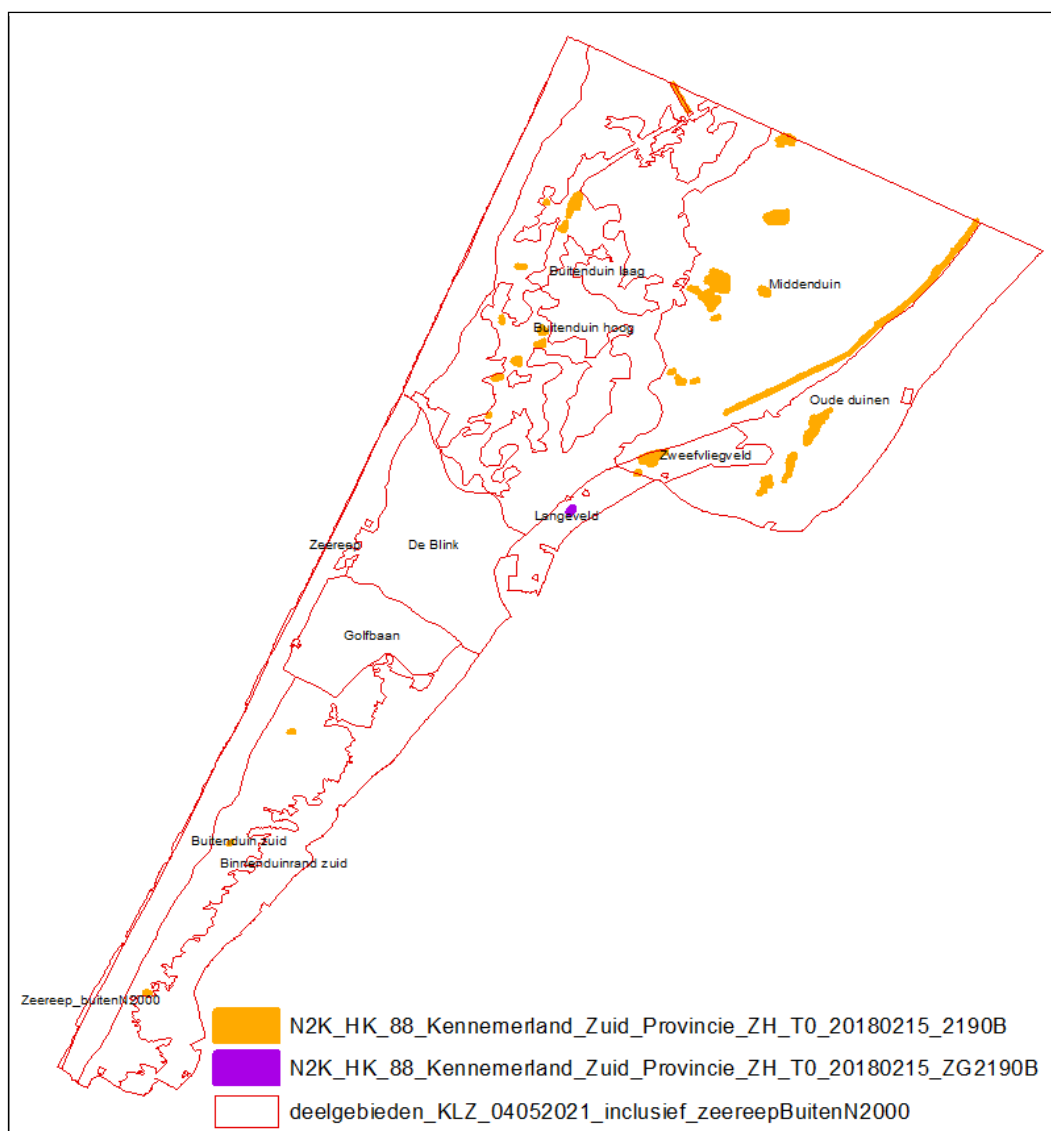 Buitenduin laag
Middenduin
Buitenduin hoog
Oude duinen
Zweefvliegveld
Langeveld
Zeereep
De Blink
Golfbaan
Buitenduin zuid
Binnenduinrand zuid
Zeereep_buitenN2000
N2K_HK_88_Kennemerland_Zuid_Provincie_ZH_T0_20180215_2190B
N2K_HK_88_Kennemerland_Zuid_Provincie_ZH_T0_20180215_ZG2190B
deelgebieden_KLZ_04052021_inclusief_zeereepBuitenN2000